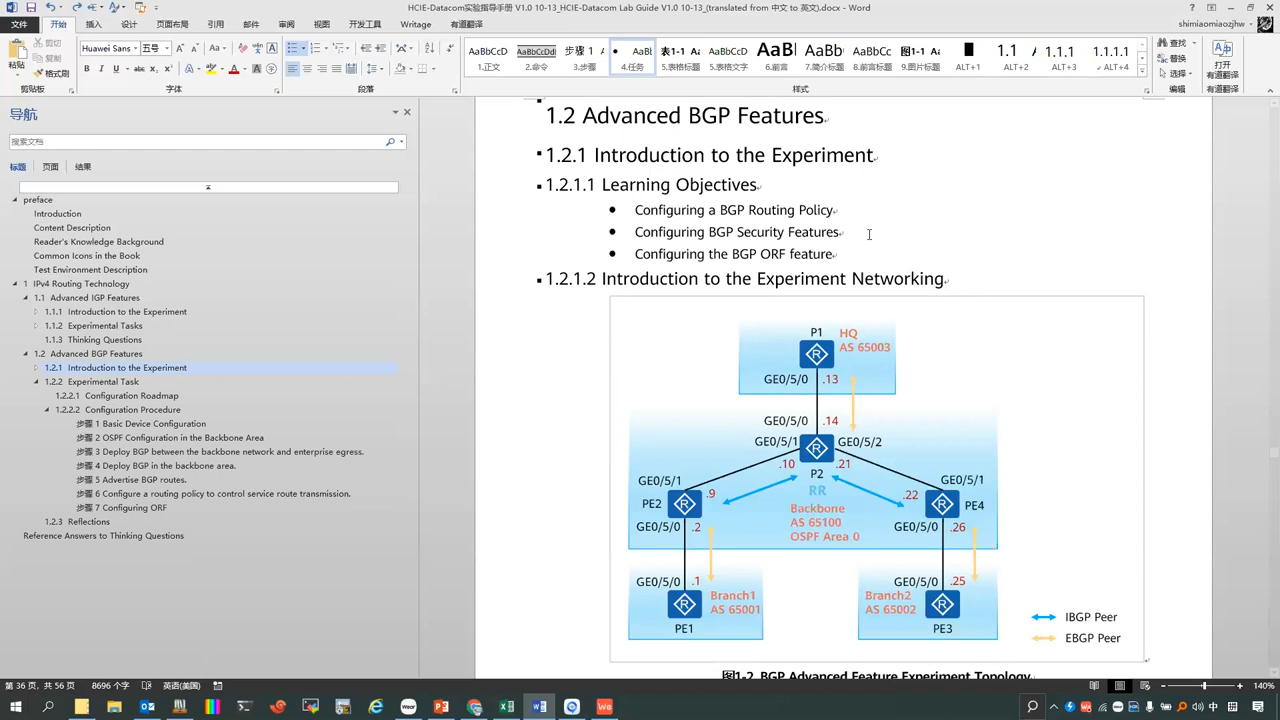 HCIE-Datacom实验指导手册 V1.0 10-13_HCIE-Datacom Lab Guide V1.0 10-13_(translated from 中文 to 英文).docx - Word
文件 开始 插入 设计 页面布局 引用 邮件 审阅 视图 开发工具 Writage 有道翻译
shimiaomiaozjhw
粘贴 剪切 复制 格式刷
Huawei Sans 五号
AaBbCcD AaBbCcDd 步骤 1 AaBl 表1-1 AaBbCcD AaBl AaBb AaBbCc 图1-1 1.1 1.1.1 1.1.1.1
1.正文 2.命令 3.步骤 4.任务 5.表格标题 5.表格文字 6.前言 7.简介标题 8.前言标题 9.图片标题 ALT+1 ALT+2 ALT+3 ALT+4
查找 替换 选择
打开 有道翻译
剪贴板 字体 段落 样式 编辑 有道翻译
导航
搜索文档
标题 页面 结果
preface
Introduction
Content Description
Reader's Knowledge Background
Common Icons in the Book
Test Environment Description
1 IPv4 Routing Technology
1.1 Advanced IGP Features
1.1.1 Introduction to the Experiment
1.1.2 Experimental Tasks
1.1.3 Thinking Questions
1.2 Advanced BGP Features
1.2.1 Introduction to the Experiment
1.2.2 Experimental Task
1.2.2.1 Configuration Roadmap
1.2.2.2 Configuration Procedure
步骤 1 Basic Device Configuration
步骤 2 OSPF Configuration in the Backbone Area
步骤 3 Deploy BGP between the backbone network and enterprise egress.
步骤 4 Deploy BGP in the backbone area.
步骤 5 Advertise BGP routes.
步骤 6 Configure a routing policy to control service route transmission.
步骤 7 Configuring ORF
1.2.3 Reflections
Reference Answers to Thinking Questions
1.2 Advanced BGP Features
1.2.1 Introduction to the Experiment
1.2.1.1 Learning Objectives
• Configuring a BGP Routing Policy
• Configuring BGP Security Features
• Configuring the BGP ORF feature
1.2.1.2 Introduction to the Experiment Networking
P1 HQ
AS 65003
GE0/5/0 .13
GE0/5/0 .14
GE0/5/1 GE0/5/2
.10 P2 .21
RR
GE0/5/1 GE0/5/1
PE2 .9 .22 PE4
Backbone
AS 65100
OSPF Area 0
GE0/5/0 .2 GE0/5/0 .26
GE0/5/0 .1 GE0/5/0 .25
Branch1
AS 65001
Branch2
AS 65002
PE1 PE3
IBGP Peer
EBGP Peer
图1-2 BGP Advanced Feature Experiment Topology
第 36 页，共 56 页 8696 个字 英语(美国) 140%